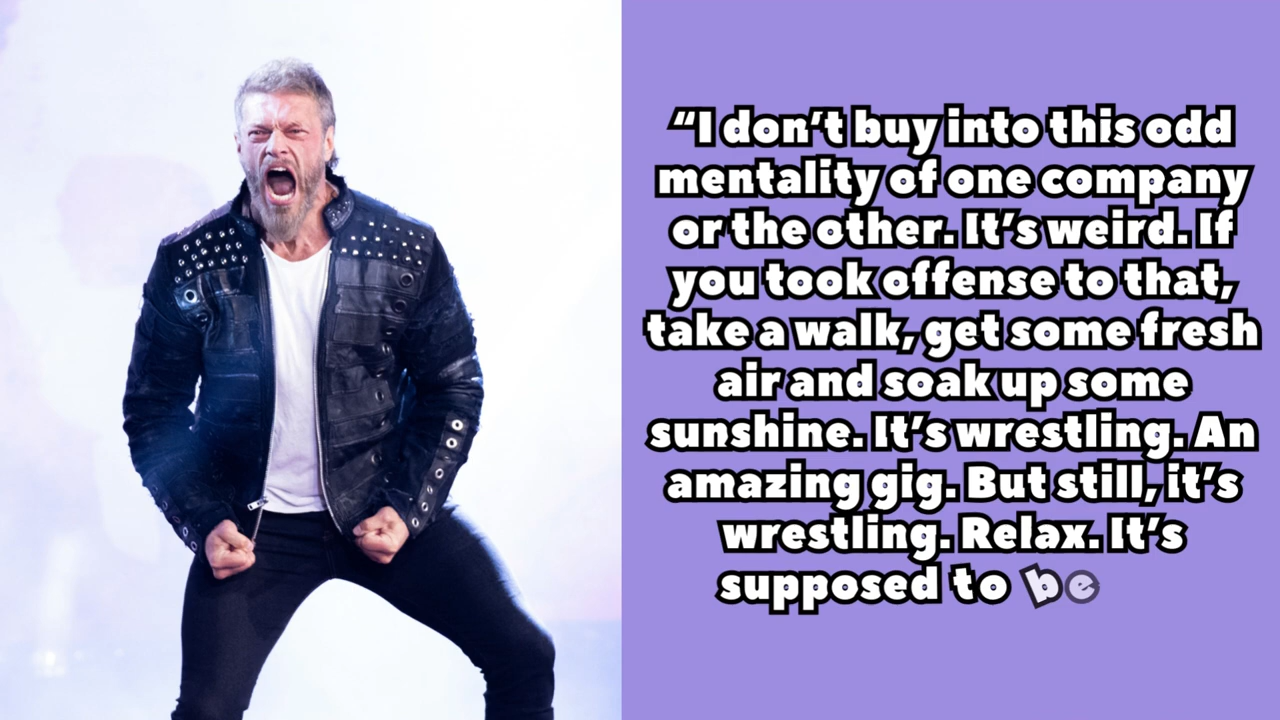 “I don’t buy into this odd
mentality of one company
or the other. It’s weird. If
you took offense to that,
take a walk, get some fresh
air and soak up some
sunshine. It’s wrestling. An
amazing gig. But still, it’s
wrestling. Relax. It’s
supposed to be